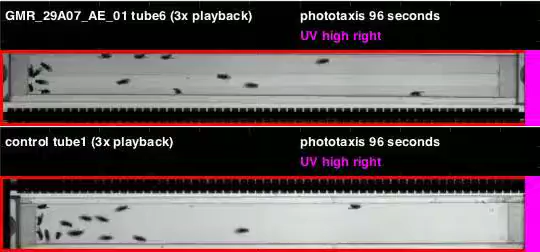 GMR_29A07_AE_01 tube6 (3x playback)
phototaxis 96 seconds
UV high right
control tube1 (3x playback)
phototaxis 96 seconds
UV high right